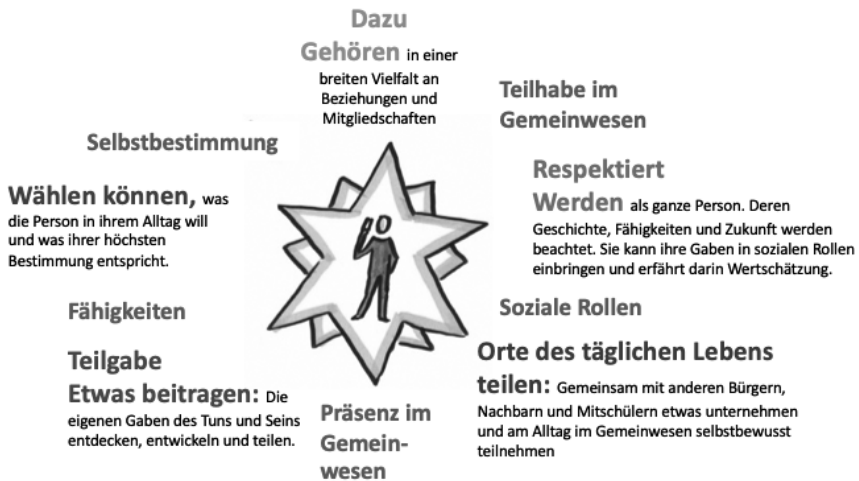 Dazu
Gehören in einer
breiten Vielfalt an
Beziehungen und
Mitgliedschaften
Teilhabe im
Gemeinwesen
Selbstbestimmung
Respektiert
Werden als ganze Person. Deren
Geschichte, Fähigkeiten und Zukunft werden
beachtet. Sie kann ihre Gaben in sozialen Rollen
einbringen und erfährt darin Wertschätzung.
Wählen können, was
die Person in ihrem Alltag will
und was ihrer höchsten
Bestimmung entspricht.
Fähigkeiten
Soziale Rollen
Teilgabe
Etwas beitragen: Die
eigenen Gaben des Tuns und Seins
entdecken, entwickeln und teilen.
Orte des täglichen Lebens
teilen: Gemeinsam mit anderen Bürgern,
Nachbarn und Mitschülern etwas unternehmen
und am Alltag im Gemeinwesen selbstbewusst
teilnehmen
Präsenz im
Gemein-
wesen